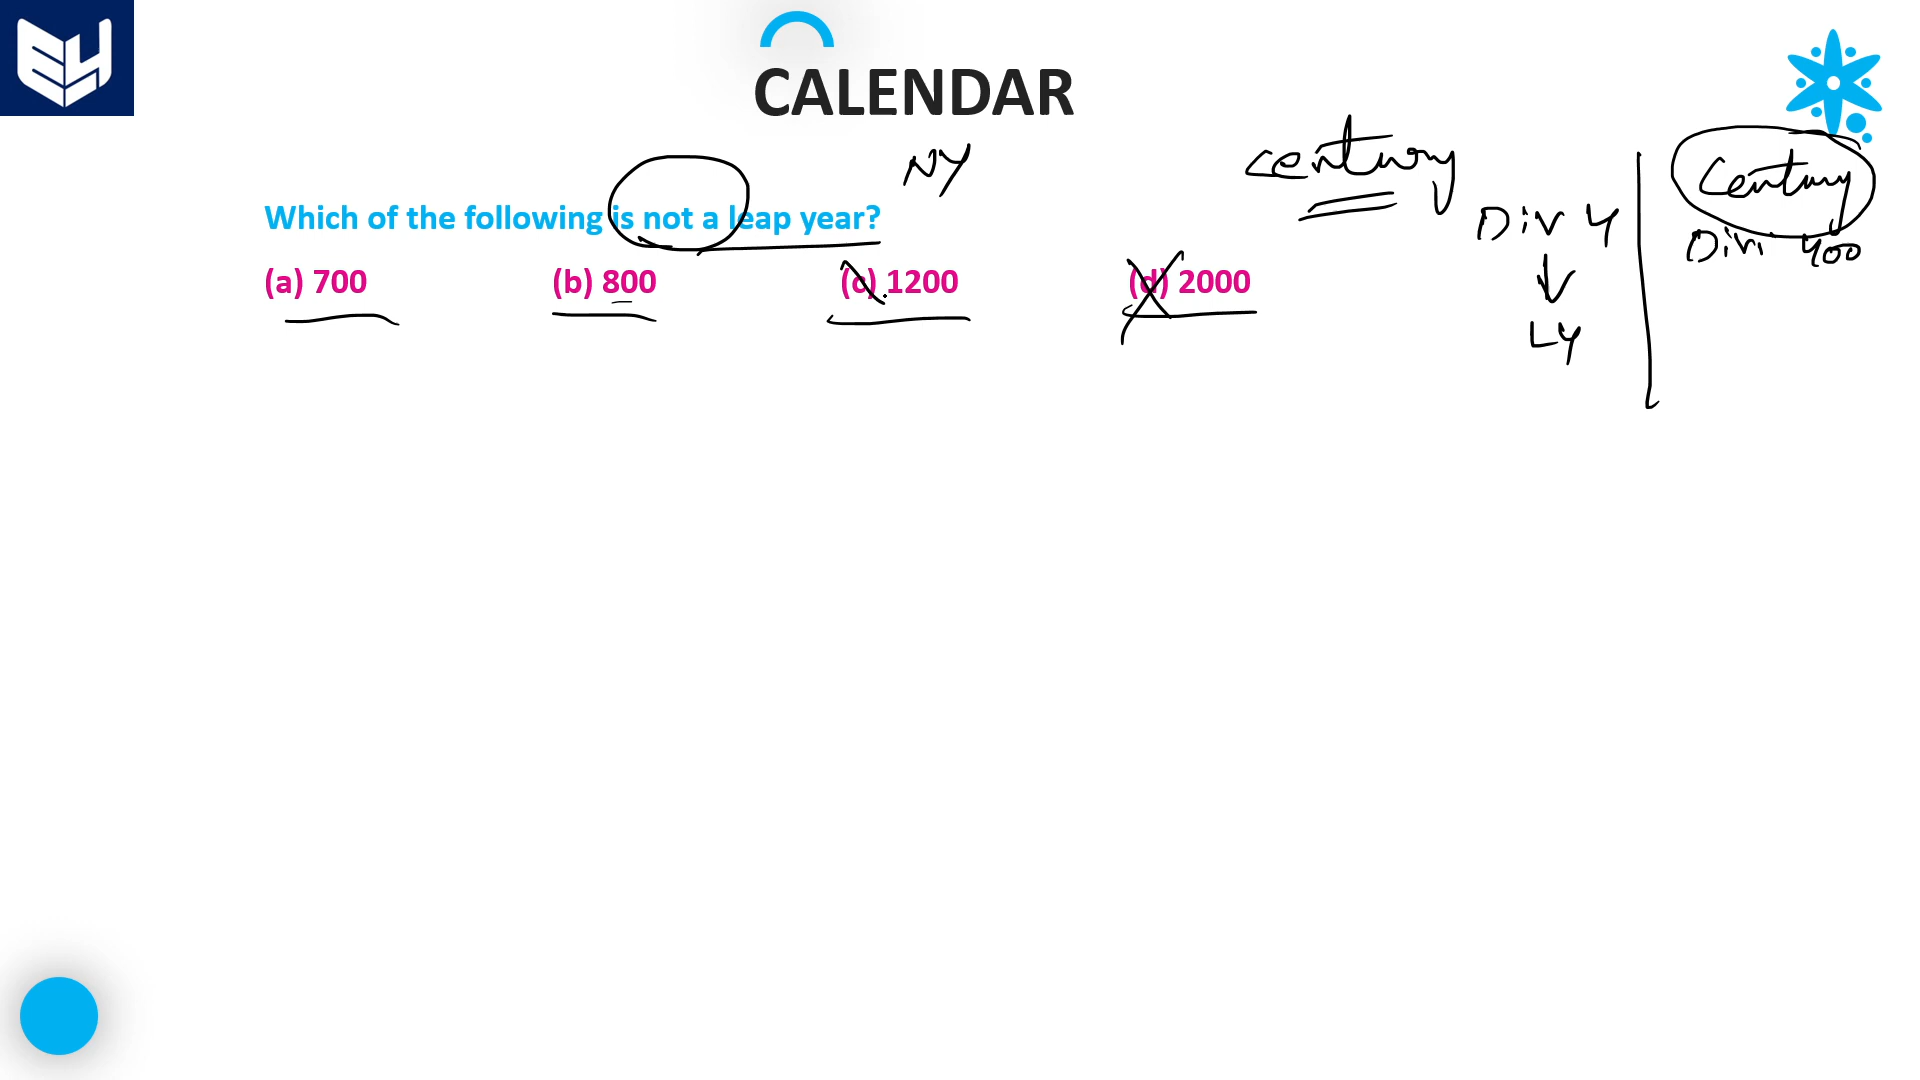 CALENDAR
NY
century
Century
Div 4
Divi 400
Which of the following is not a leap year?
(a) 700 (b) 800 (c) 1200 (d) 2000
LY